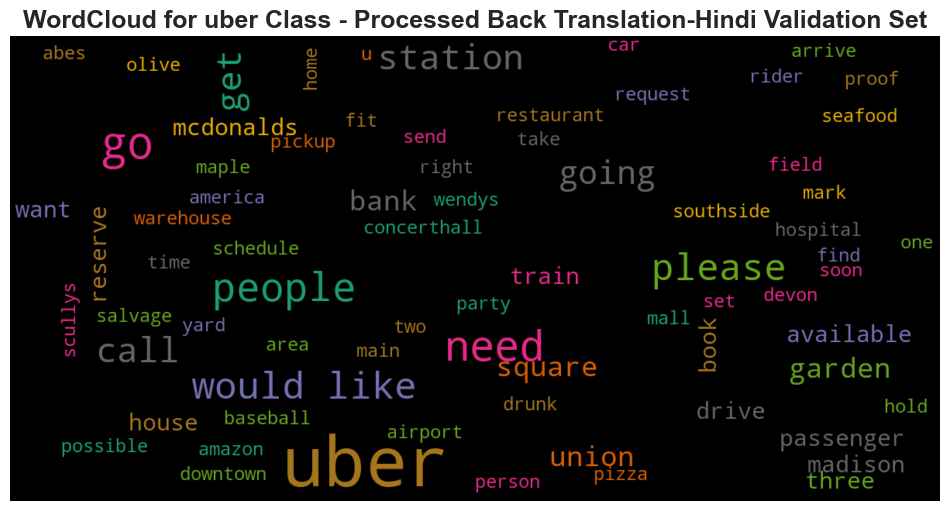 WordCloud for uber Class - Processed Back Translation-Hindi Validation Set
abes
olive
get
home
u
station
car
arrive
rider
proof
request
seafood
restaurant
fit
mcdonalds
go
pickup
send
take
maple
right
going
field
mark
america
want
warehouse
bank
wendys
concerthall
southside
hospital
one
reserve
schedule
time
find
soon
people
train
please
scullys
salvage
yard
party
set
devon
mall
two
area
call
main
need
square
book
available
garden
would like
drunk
drive
hold
house
baseball
airport
possible
amazon
downtown
uber
person
union
pizza
passenger
madison
three